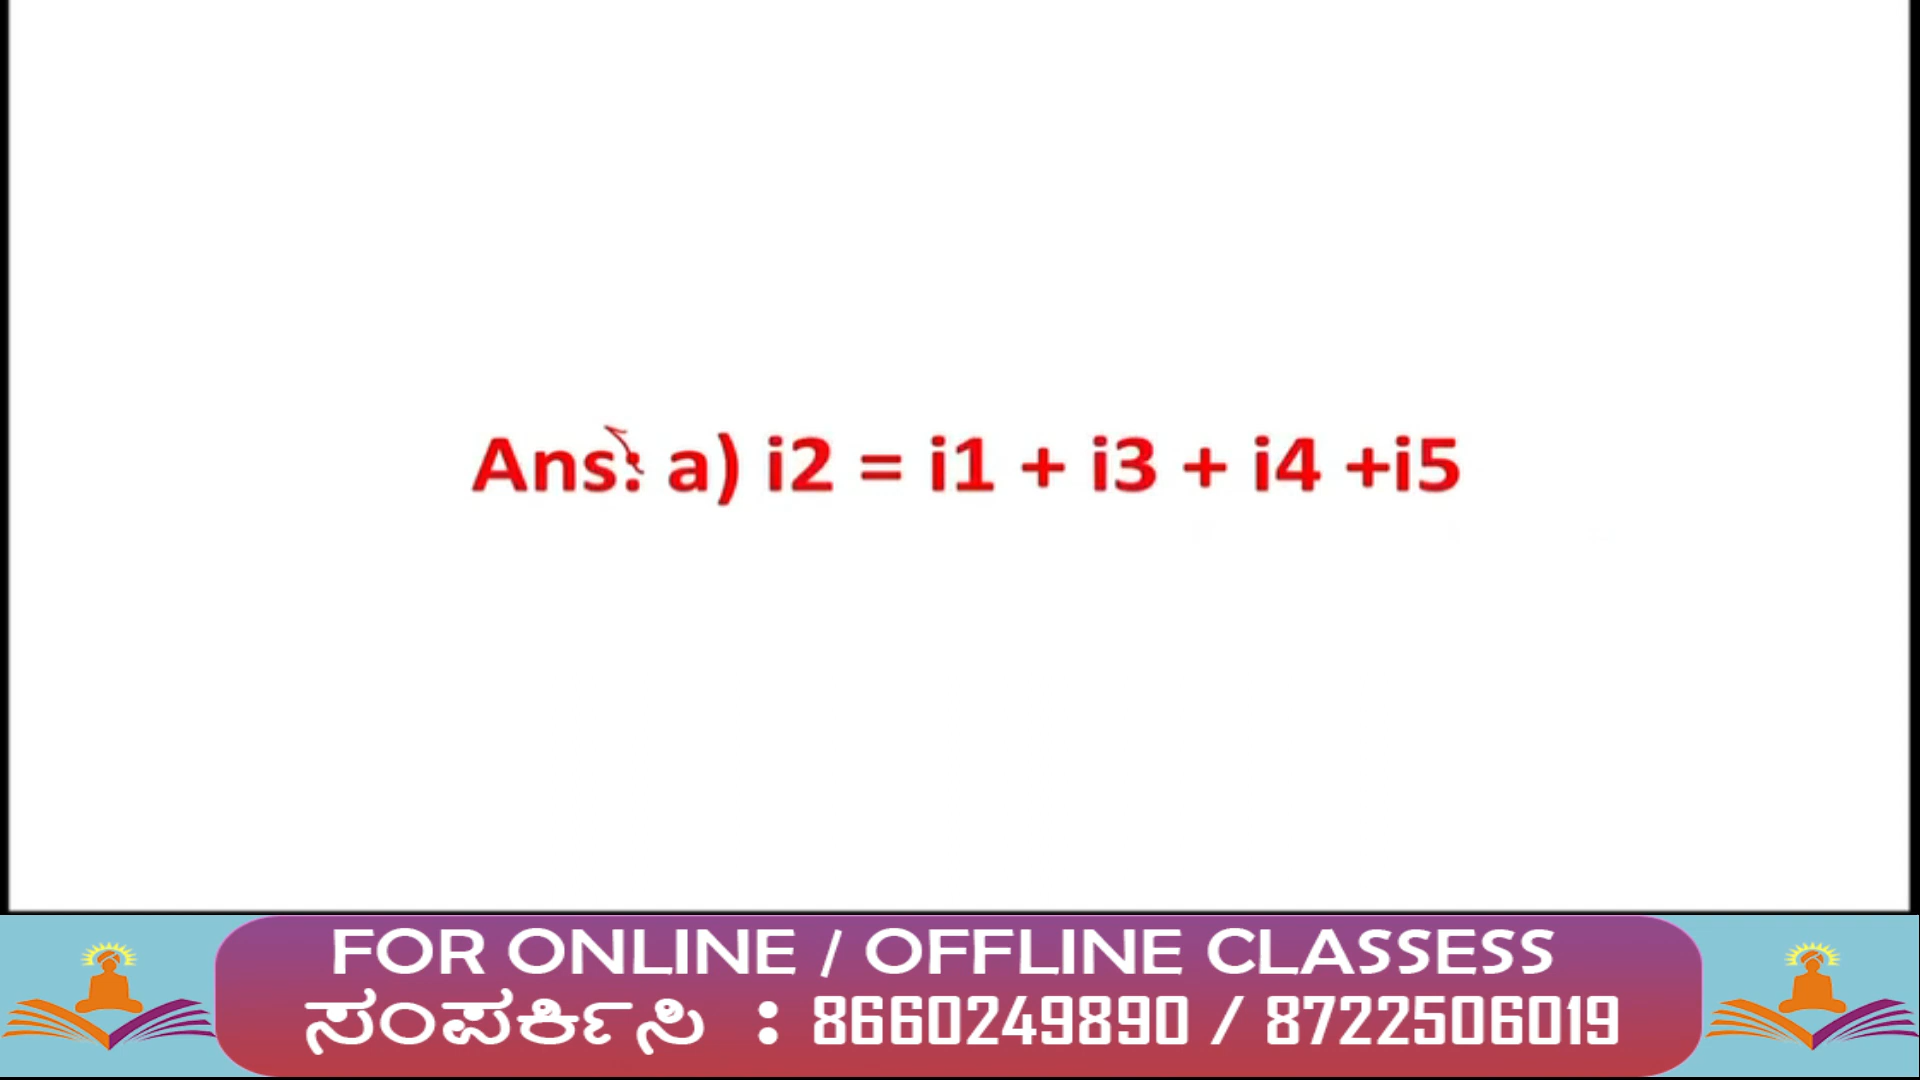 Ans: a) i2 = i1 + i3 + i4 +i5
FOR ONLINE / OFFLINE CLASSESS
ಸಂಪರ್ಕಿಸಿ : 8660249890 / 8722506019